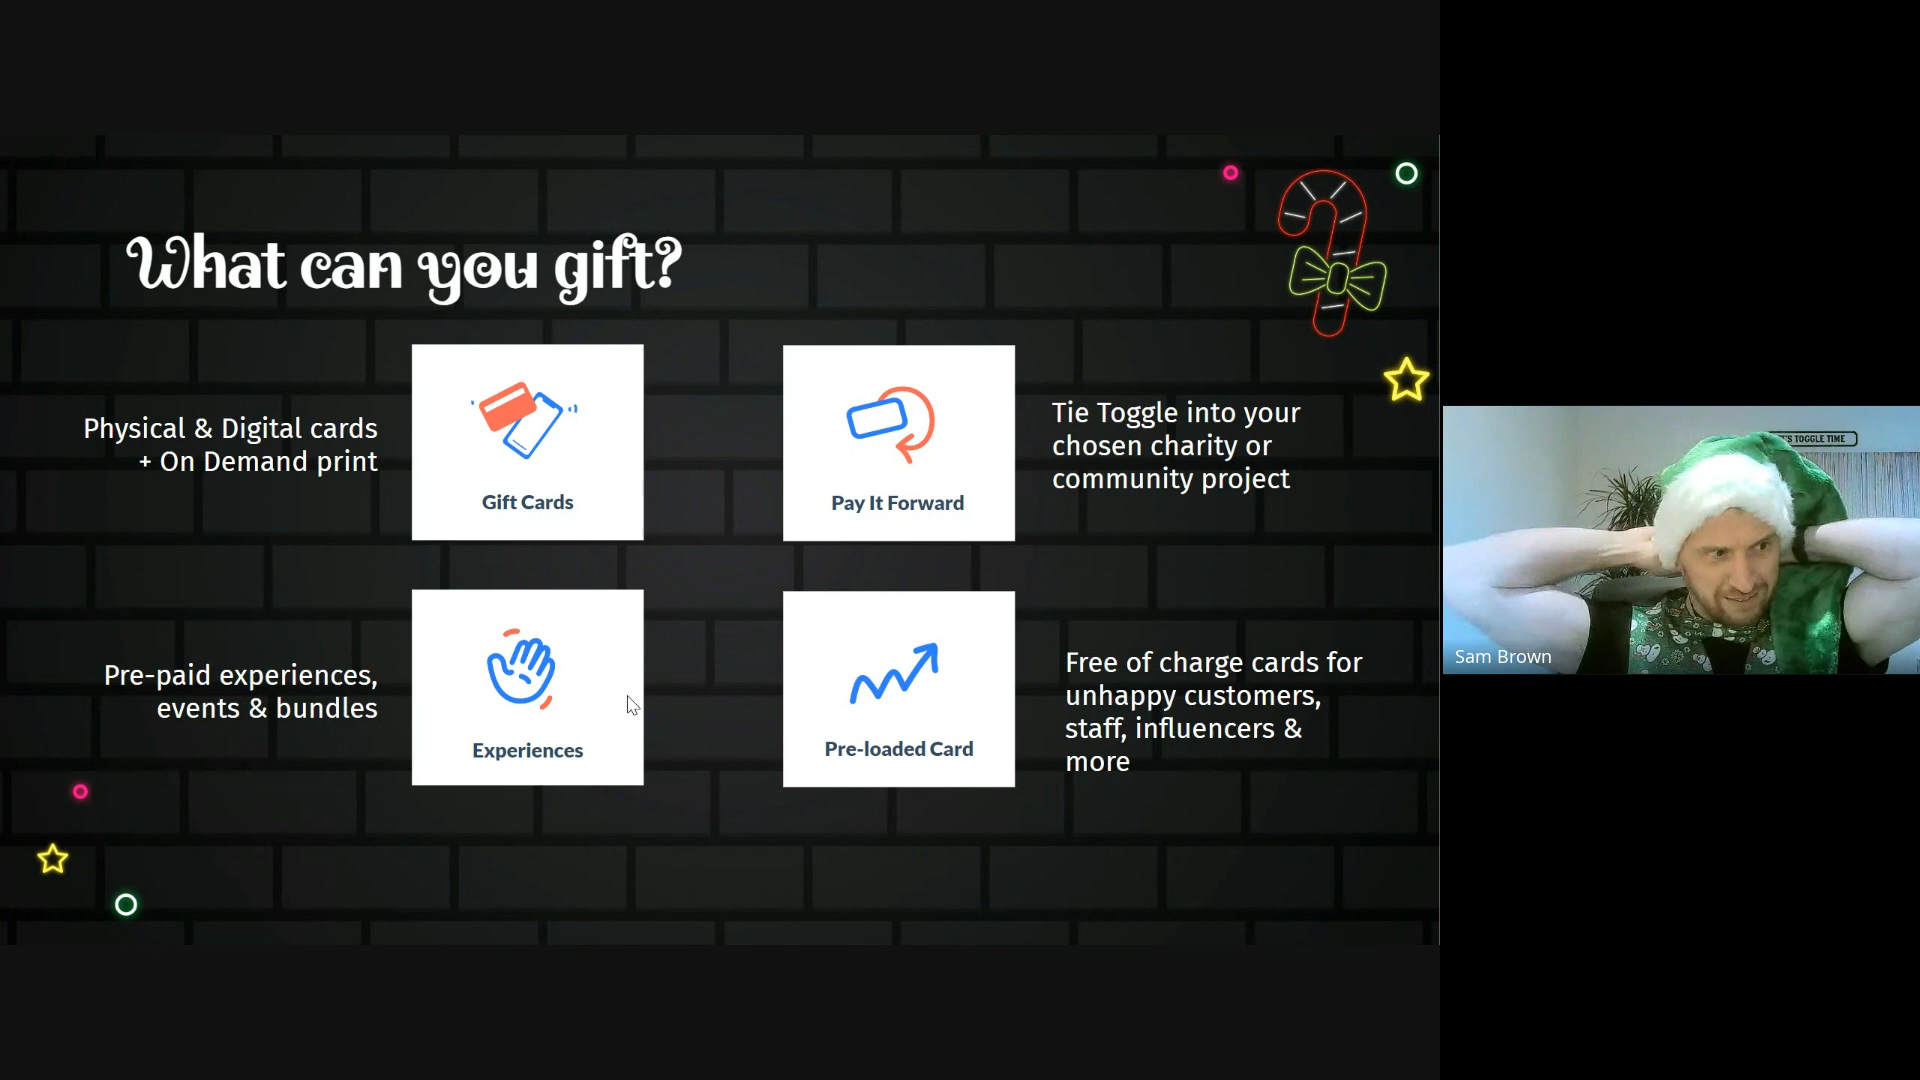 What can you gift?
Physical & Digital cards
+ On Demand print
Gift Cards
Pay It Forward
Tie Toggle into your
chosen charity or
community project
Pre-paid experiences,
events & bundles
Experiences
Pre-loaded Card
Free of charge cards for
unhappy customers,
staff, influencers &
more
TOGGLE TIME
Sam Brown